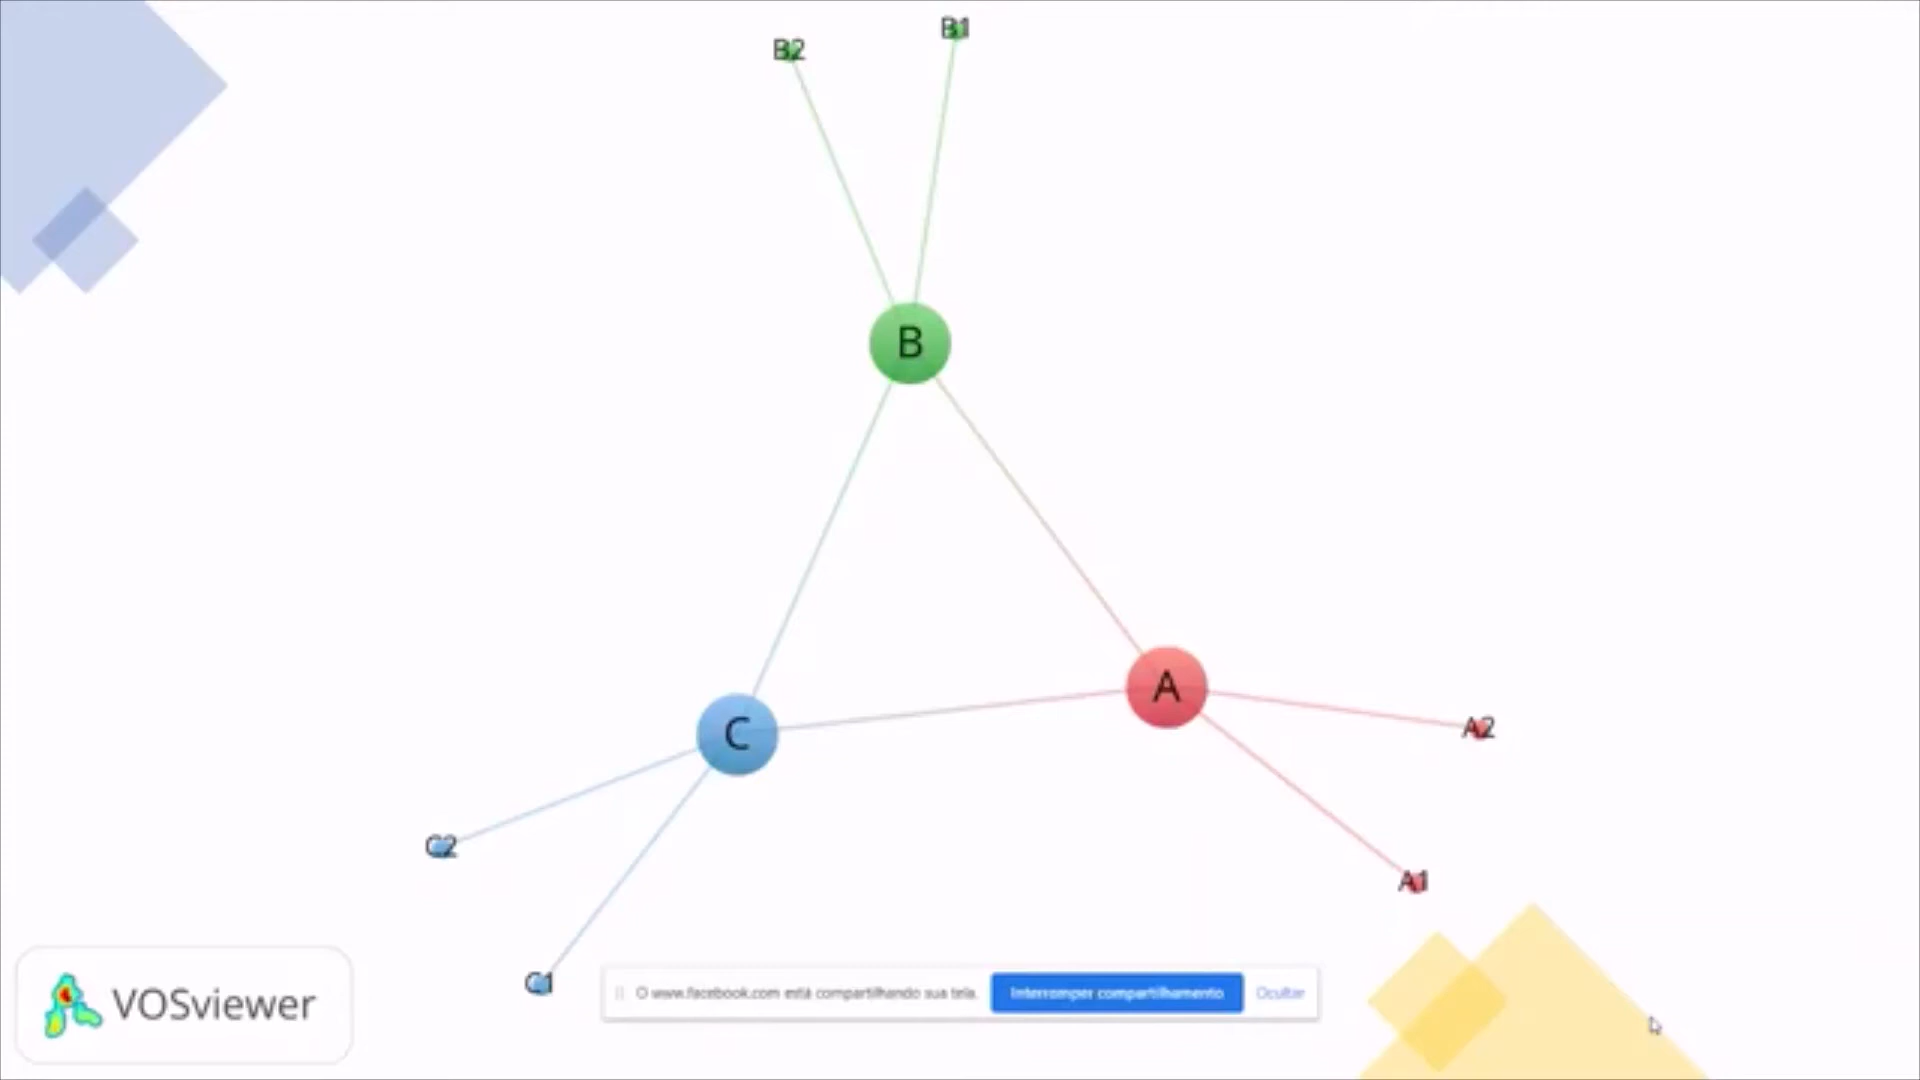 B1
B2
B
A
C
A2
C2
A1
C1
O www.facebook.com está compartilhando sua tela.
Interromper compartilhamento
Ocultar
VOSviewer